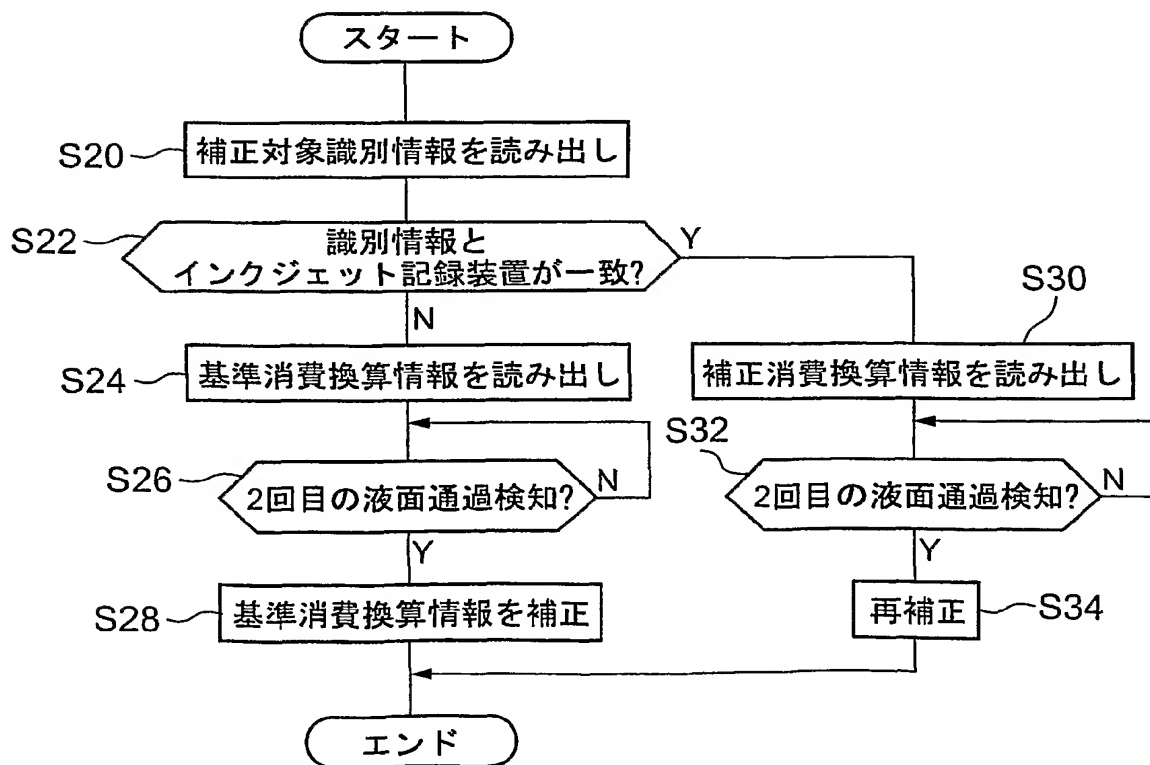 スタート
S20
補正対象識別情報を読み出し
S22
識別情報と
インクジェット記録装置が一致?
Y
N
S24
基準消費換算情報を読み出し
S30
補正消費換算情報を読み出し
S26
2回目の液面通過検知?
N
Y
S32
2回目の液面通過検知?
N
Y
S28
基準消費換算情報を補正
再補正
S34
エンド